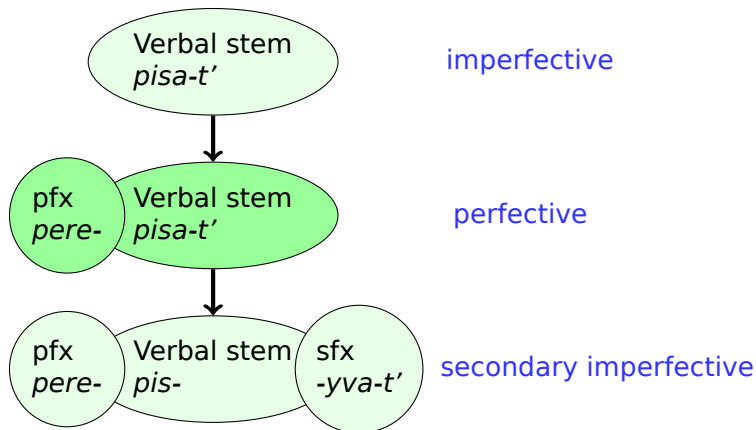 Verbal stem
pisa-t’
imperfective
pfx
pere-
Verbal stem
pisa-t’
perfective
pfx
pere-
Verbal stem
pis-
sfx
-yva-t’
secondary imperfective